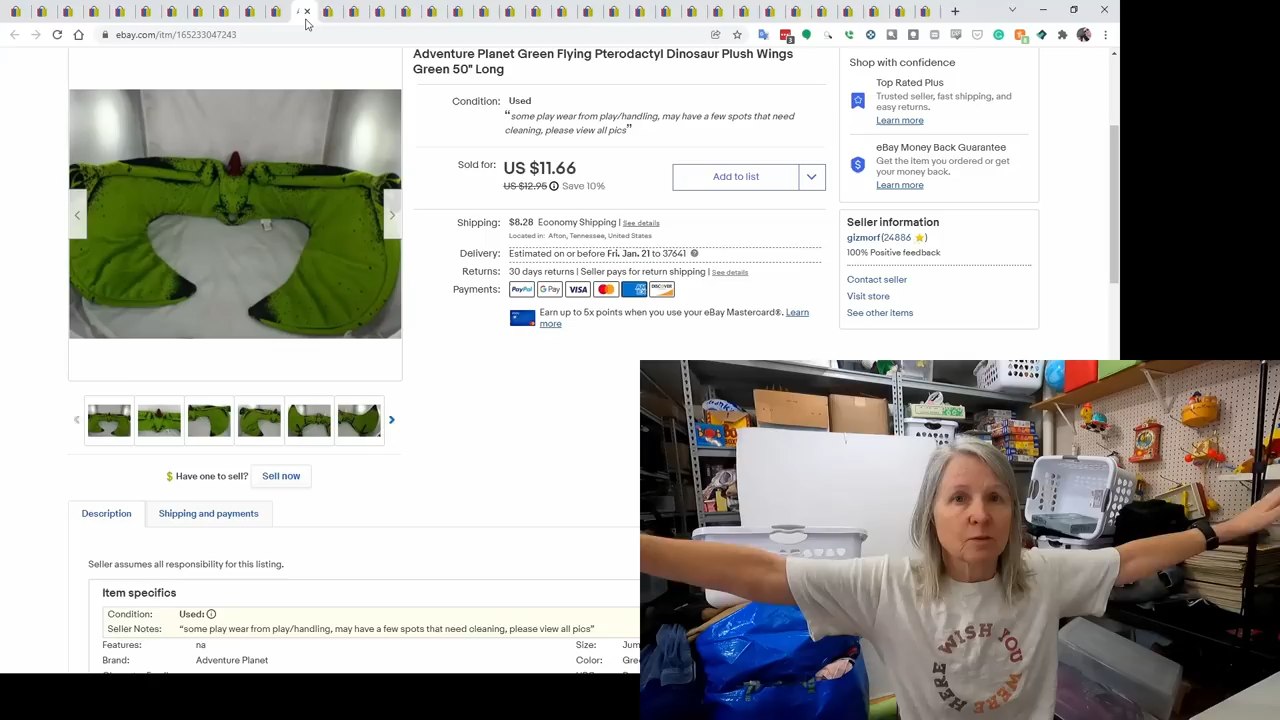 ebay.com/itm/165233047243
Adventure Planet Green Flying Pterodactyl Dinosaur Plush Wings
Green 50" Long
Condition: Used
“some play wear from play/handling, may have a few spots that need
cleaning, please view all pics”
Sold for: US $11.66
US $12.95 Save 10%
Add to list
Shipping: $8.28 Economy Shipping | See details
Located in: Afton, Tennessee, United States
Delivery: Estimated on or before Fri. Jan. 21 to 37641
Returns: 30 days returns | Seller pays for return shipping | See details
Payments: PayPal G Pay VISA DISCOVER
Earn up to 5x points when you use your eBay Mastercard®. Learn
more
Shop with confidence
Top Rated Plus
Trusted seller, fast shipping, and
easy returns.
Learn more
eBay Money Back Guarantee
Get the item you ordered or get
your money back.
Learn more
Seller information
gizmorf (24886 )
100% Positive feedback
Contact seller
Visit store
See other items
Have one to sell? Sell now
Description Shipping and payments
Seller assumes all responsibility for this listing.
Item specifics
Condition: Used:
Seller Notes: “some play wear from play/handling, may have a few spots that need cleaning, please view all pics”
Features: na Size:
Brand: Adventure Planet Color:
WISH YOU WERE HERE